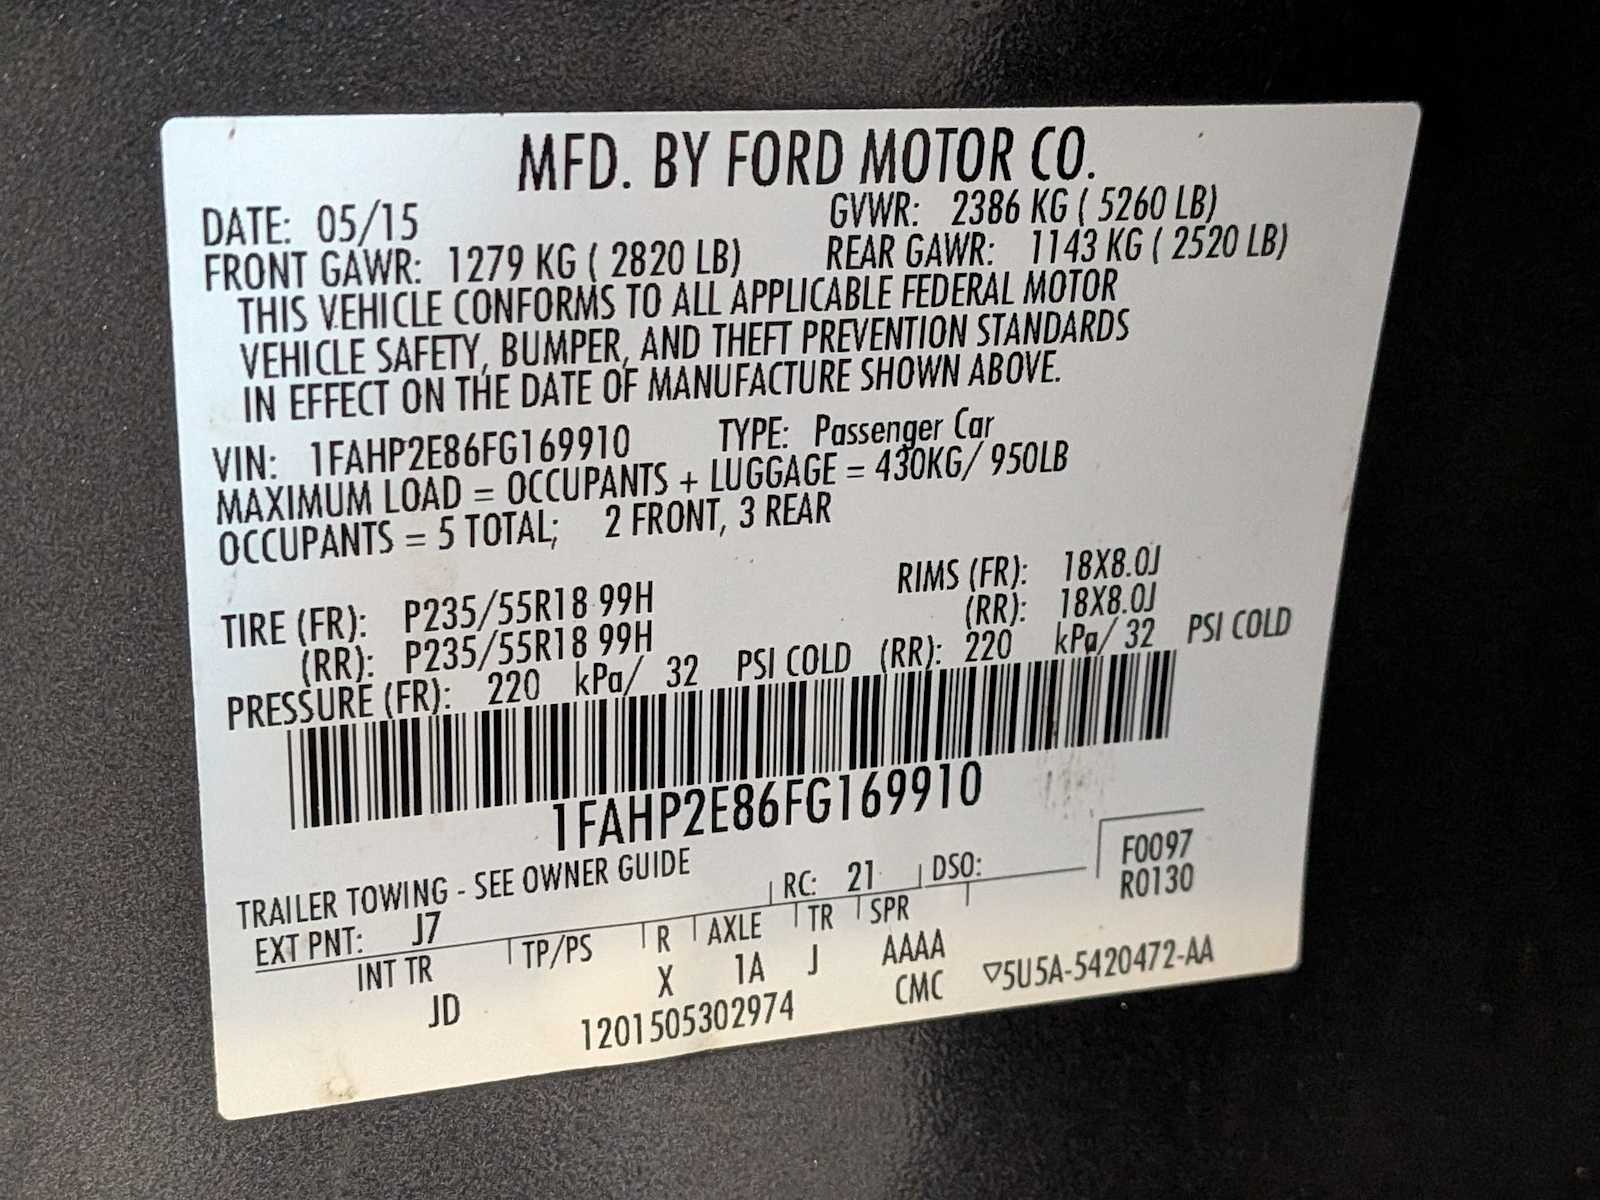 MFD. BY FORD MOTOR CO.
DATE: 05/15 GVWR: 2386 KG ( 5260 LB)
FRONT GAWR: 1279 KG ( 2820 LB) REAR GAWR: 1143 KG ( 2520 LB)
THIS VEHICLE CONFORMS TO ALL APPLICABLE FEDERAL MOTOR
VEHICLE SAFETY, BUMPER, AND THEFT PREVENTION STANDARDS
IN EFFECT ON THE DATE OF MANUFACTURE SHOWN ABOVE.
VIN: 1FAHP2E86FG169910 TYPE: Passenger Car
MAXIMUM LOAD = OCCUPANTS + LUGGAGE = 430KG/ 950LB
OCCUPANTS = 5 TOTAL; 2 FRONT, 3 REAR
TIRE (FR): P235/55R18 99H RIMS (FR): 18X8.0J
(RR): P235/55R18 99H (RR): 18X8.0J
PRESSURE (FR): 220 kPa/ 32 PSI COLD (RR): 220 kPa/ 32 PSI COLD
1FAHP2E86FG169910
TRAILER TOWING - SEE OWNER GUIDE F0097
EXT PNT: J7 RC: 21 DSO: R0130
INT TR TP/PS R AXLE TR SPR
JD X 1A J AAAA
1201505302974 CMC ▽5U5A-5420472-AA